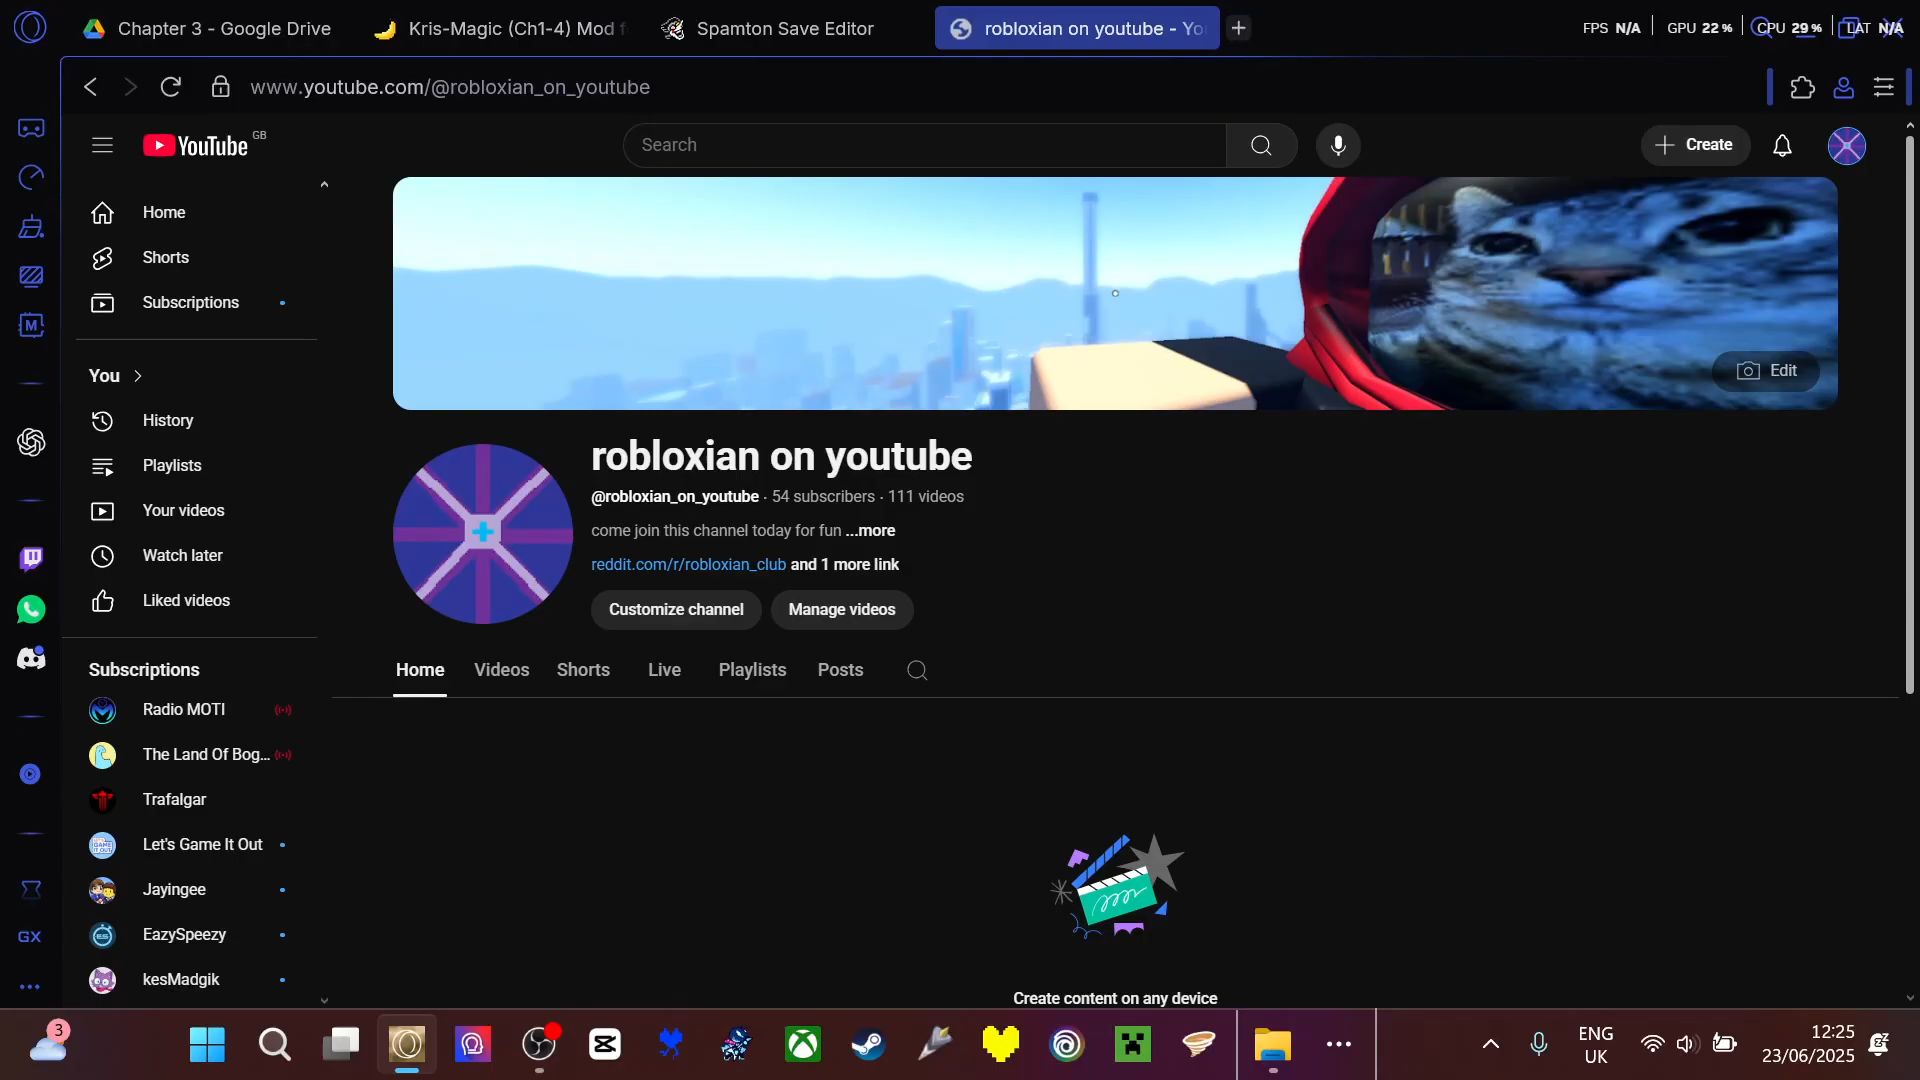 Chapter 3 - Google Drive
Kris-Magic (Ch1-4) Mod f
Spamton Save Editor
robloxian on youtube - Yo
FPS N/A
GPU 22 %
CPU 29 %
LAT N/A
www.youtube.com/@robloxian_on_youtube
YouTube GB
Search
Create
Home
Shorts
Subscriptions
You
History
Playlists
Your videos
Watch later
Liked videos
Subscriptions
Radio MOTI
The Land Of Bog...
Trafalgar
Let's Game It Out
Jayingee
EazySpeezy
kesMadgik
M
GX
Edit
robloxian on youtube
@robloxian_on_youtube · 54 subscribers · 111 videos
come join this channel today for fun ...more
reddit.com/r/robloxian_club and 1 more link
Customize channel
Manage videos
Home
Videos
Shorts
Live
Playlists
Posts
Create content on any device
3
ENG
UK
12:25
23/06/2025